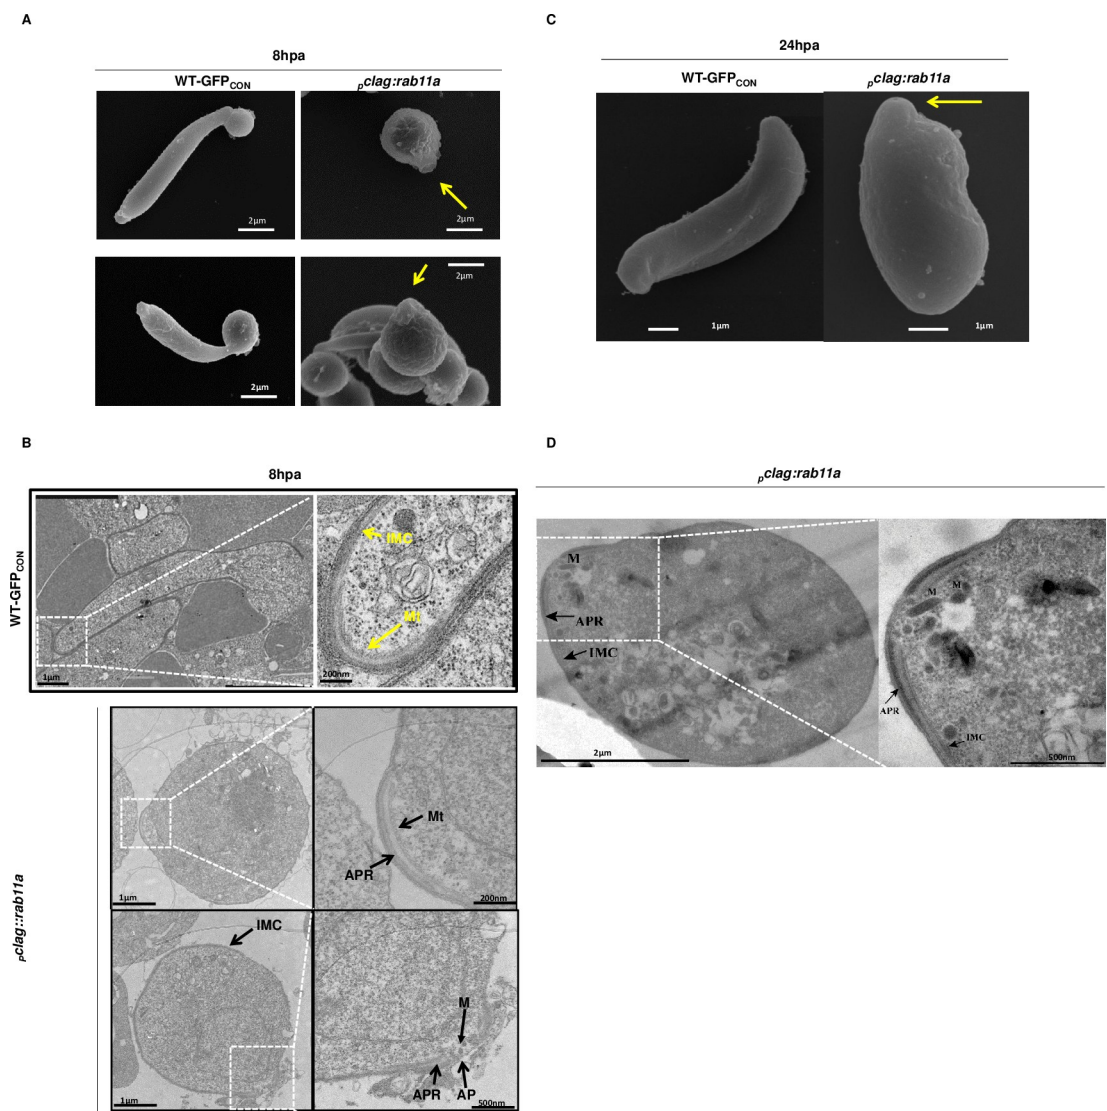 A
8hpa
WT-GFPCON
pclag:rab11a
2µm
2µm
2µm
2µm
C
24hpa
WT-GFPCON
pclag:rab11a
1µm
1µm
B
8hpa
WT-GFPCON
IMC
Mt
1µm
200nm
pclag::rab11a
Mt
APR
1µm
200nm
IMC
M
APR
AP
1µm
500nm
D
pclag:rab11a
M
APR
IMC
2µm
M
M
APR
IMC
500nm